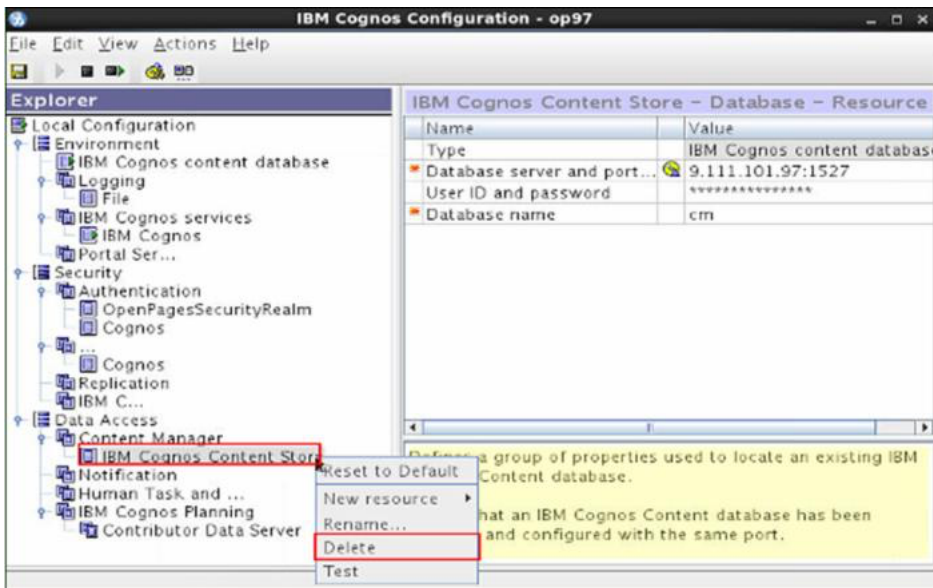 IBM Cognos Configuration - op97
File Edit View Actions Help
Explorer
Local Configuration
Environment
IBM Cognos content database
Logging
File
IBM Cognos services
IBM Cognos
Portal Ser...
Security
Authentication
OpenPagesSecurityRealm
Cognos
...
Cognos
Replication
IBM C...
Data Access
Content Manager
IBM Cognos Content Store
Notification
Human Task and ...
IBM Cognos Planning
Contributor Data Server
Reset to Default
New resource
Rename...
Delete
Test
IBM Cognos Content Store - Database - Resource
Name Value
Type IBM Cognos content database
Database server and port... 9.111.101.97:1527
User ID and password ***************
Database name cm
Defines a group of properties used to locate an existing IBM
Content database.
hat an IBM Cognos Content database has been
and configured with the same port.